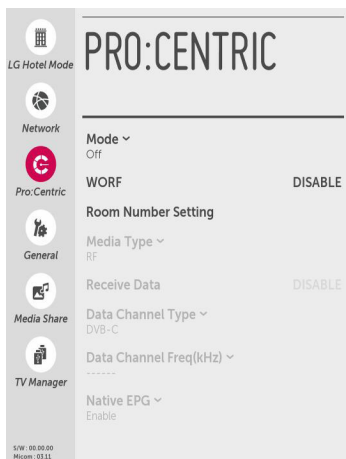 LG Hotel Mode
Network
Pro:Centric
General
Media Share
TV Manager
S/W : 00.00.00
Micom : 03.11
PRO:CENTRIC
Mode
Off
WORF DISABLE
Room Number Setting
Media Type
RF
Receive Data DISABLE
Data Channel Type
DVB-C
Data Channel Freq(kHz)
------
Native EPG
Enable